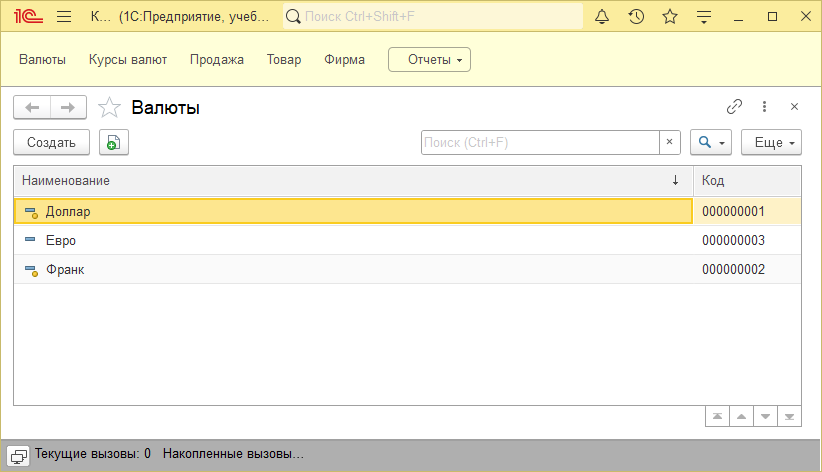 1С К... (1С:Предприятие, учеб... Поиск Ctrl+Shift+F
Валюты Курсы валют Продажа Товар Фирма Отчеты
Валюты
Создать Поиск (Ctrl+F) × Еще
Наименование ↓ Код
Доллар 000000001
Евро 000000003
Франк 000000002
Текущие вызовы: 0 Накопленные вызовы...